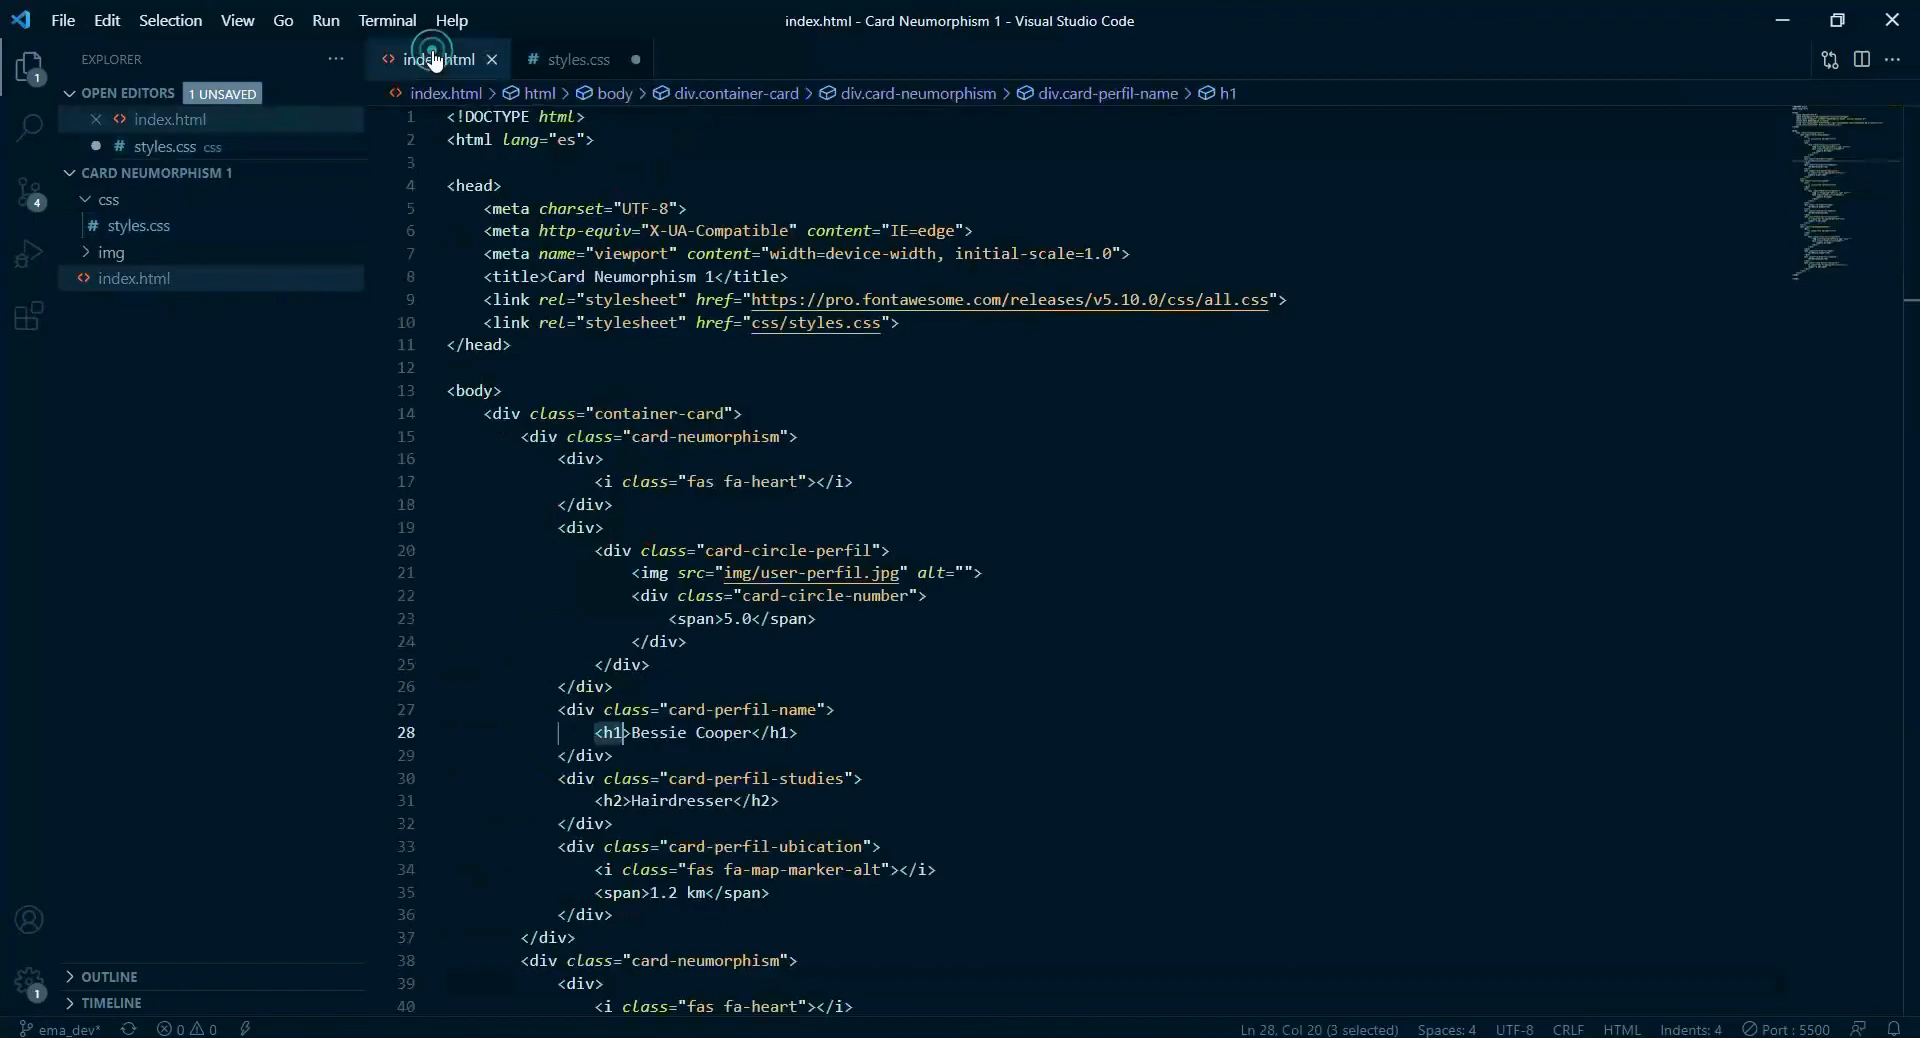 File Edit Selection View Go Run Terminal Help
index.html - Card Neumorphism 1 - Visual Studio Code
EXPLORER
OPEN EDITORS 1 UNSAVED
index.html
styles.css css
CARD NEUMORPHISM 1
css
styles.css
img
index.html
OUTLINE
TIMELINE
1
4
1
<> index.html # styles.css
<> index.html > html > body > div.container-card > div.card-neumorphism > div.card-perfil-name > h1
1 <!DOCTYPE html>
2 <html lang="es">
3
4 <head>
5 <meta charset="UTF-8">
6 <meta http-equiv="X-UA-Compatible" content="IE=edge">
7 <meta name="viewport" content="width=device-width, initial-scale=1.0">
8 <title>Card Neumorphism 1</title>
9 <link rel="stylesheet" href="https://pro.fontawesome.com/releases/v5.10.0/css/all.css">
10 <link rel="stylesheet" href="css/styles.css">
11 </head>
12
13 <body>
14 <div class="container-card">
15 <div class="card-neumorphism">
16 <div>
17 <i class="fas fa-heart"></i>
18 </div>
19 <div>
20 <div class="card-circle-perfil">
21 <img src="img/user-perfil.jpg" alt="">
22 <div class="card-circle-number">
23 <span>5.0</span>
24 </div>
25 </div>
26 </div>
27 <div class="card-perfil-name">
28 <h1>Bessie Cooper</h1>
29 </div>
30 <div class="card-perfil-studies">
31 <h2>Hairdresser</h2>
32 </div>
33 <div class="card-perfil-ubication">
34 <i class="fas fa-map-marker-alt"></i>
35 <span>1.2 km</span>
36 </div>
37 </div>
38 <div class="card-neumorphism">
39 <div>
40 <i class="fas fa-heart"></i>
ema_dev* 0 0 Ln 28, Col 20 (3 selected) Spaces: 4 UTF-8 CRLF HTML Indents: 4 Port : 5500